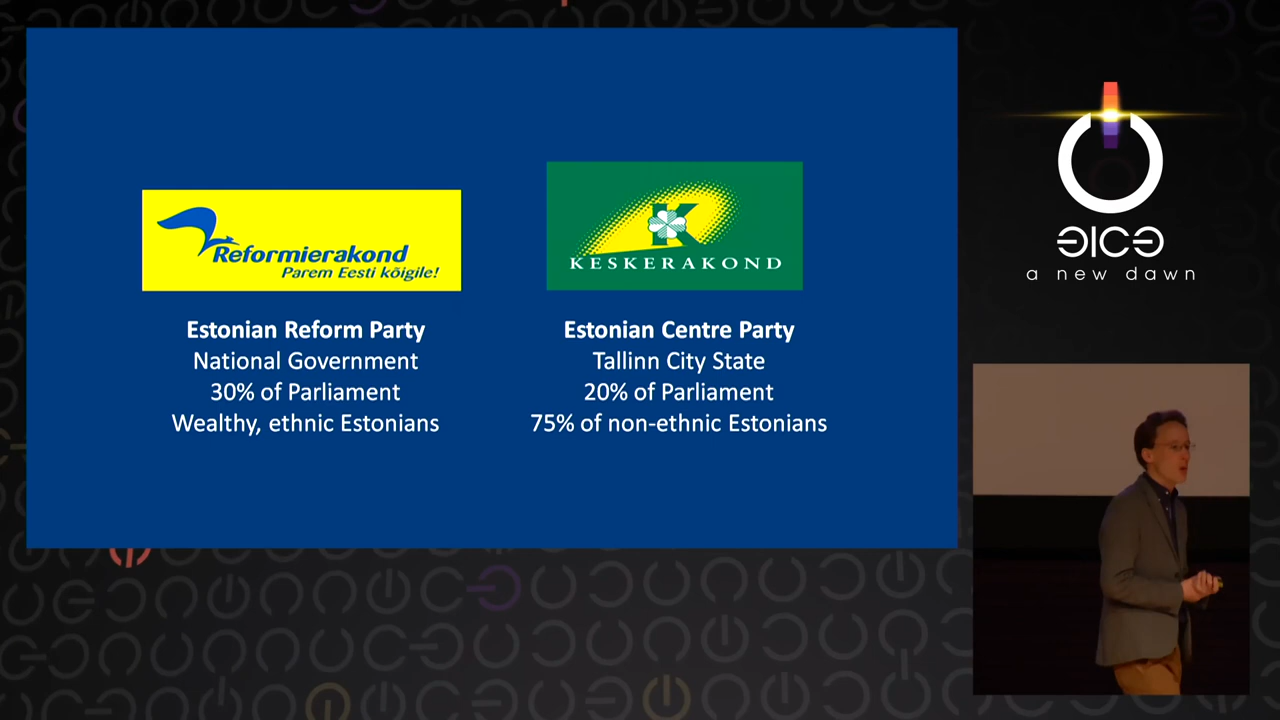 Reformierakond
Parem Eesti kõigile!
K
KESKERAKOND
Estonian Reform Party
National Government
30% of Parliament
Wealthy, ethnic Estonians
Estonian Centre Party
Tallinn City State
20% of Parliament
75% of non-ethnic Estonians
a new dawn